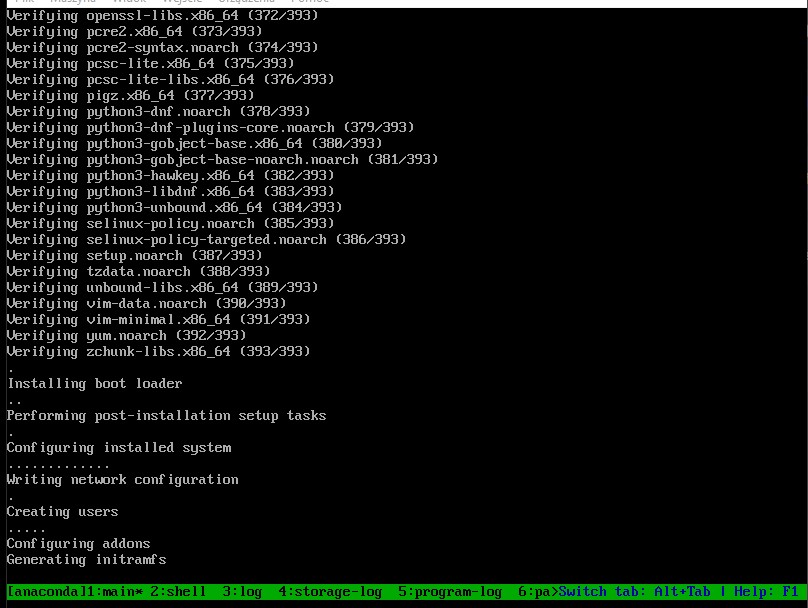 Plik Maszyna Widok Wejście Urządzenia Pomoc
Verifying openssl-libs.x86_64 (372/393)
Verifying pcre2.x86_64 (373/393)
Verifying pcre2-syntax.noarch (374/393)
Verifying pcsc-lite.x86_64 (375/393)
Verifying pcsc-lite-libs.x86_64 (376/393)
Verifying pigz.x86_64 (377/393)
Verifying python3-dnf.noarch (378/393)
Verifying python3-dnf-plugins-core.noarch (379/393)
Verifying python3-gobject-base.x86_64 (380/393)
Verifying python3-gobject-base-noarch.noarch (381/393)
Verifying python3-hawkey.x86_64 (382/393)
Verifying python3-libdnf.x86_64 (383/393)
Verifying python3-unbound.x86_64 (384/393)
Verifying selinux-policy.noarch (385/393)
Verifying selinux-policy-targeted.noarch (386/393)
Verifying setup.noarch (387/393)
Verifying tzdata.noarch (388/393)
Verifying unbound-libs.x86_64 (389/393)
Verifying vim-data.noarch (390/393)
Verifying vim-minimal.x86_64 (391/393)
Verifying yum.noarch (392/393)
Verifying zchunk-libs.x86_64 (393/393)
.
Installing boot loader
..
Performing post-installation setup tasks
.
Configuring installed system
.............
Writing network configuration
.
Creating users
.....
Configuring addons
Generating initramfs
[anaconda]1:main* 2:shell  3:log  4:storage-log  5:program-log  6:pa>Switch tab: Alt+Tab | Help: F1